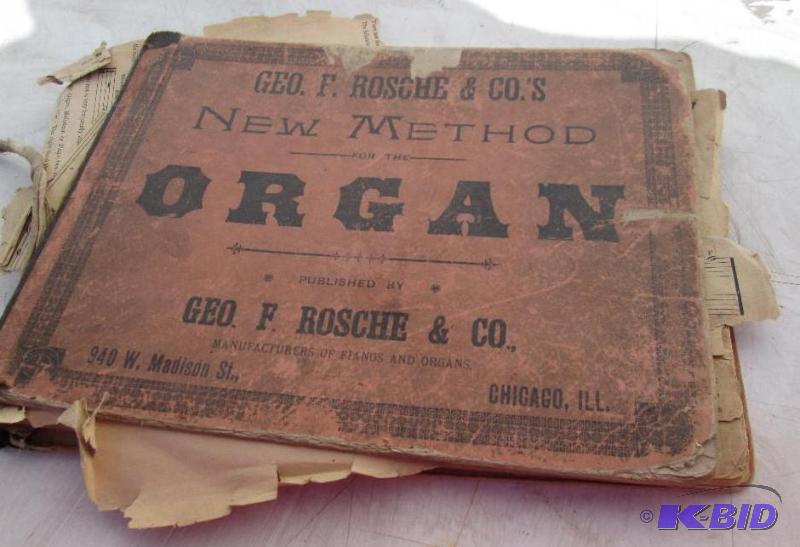 GEO. F. ROSCHE & CO.'S
NEW METHOD
FOR THE
ORGAN
PUBLISHED BY
GEO. F. ROSCHE & CO.,
MANUFACTURERS OF PIANOS AND ORGANS.
940 W. Madison St.,
CHICAGO, ILL.
© K-BID